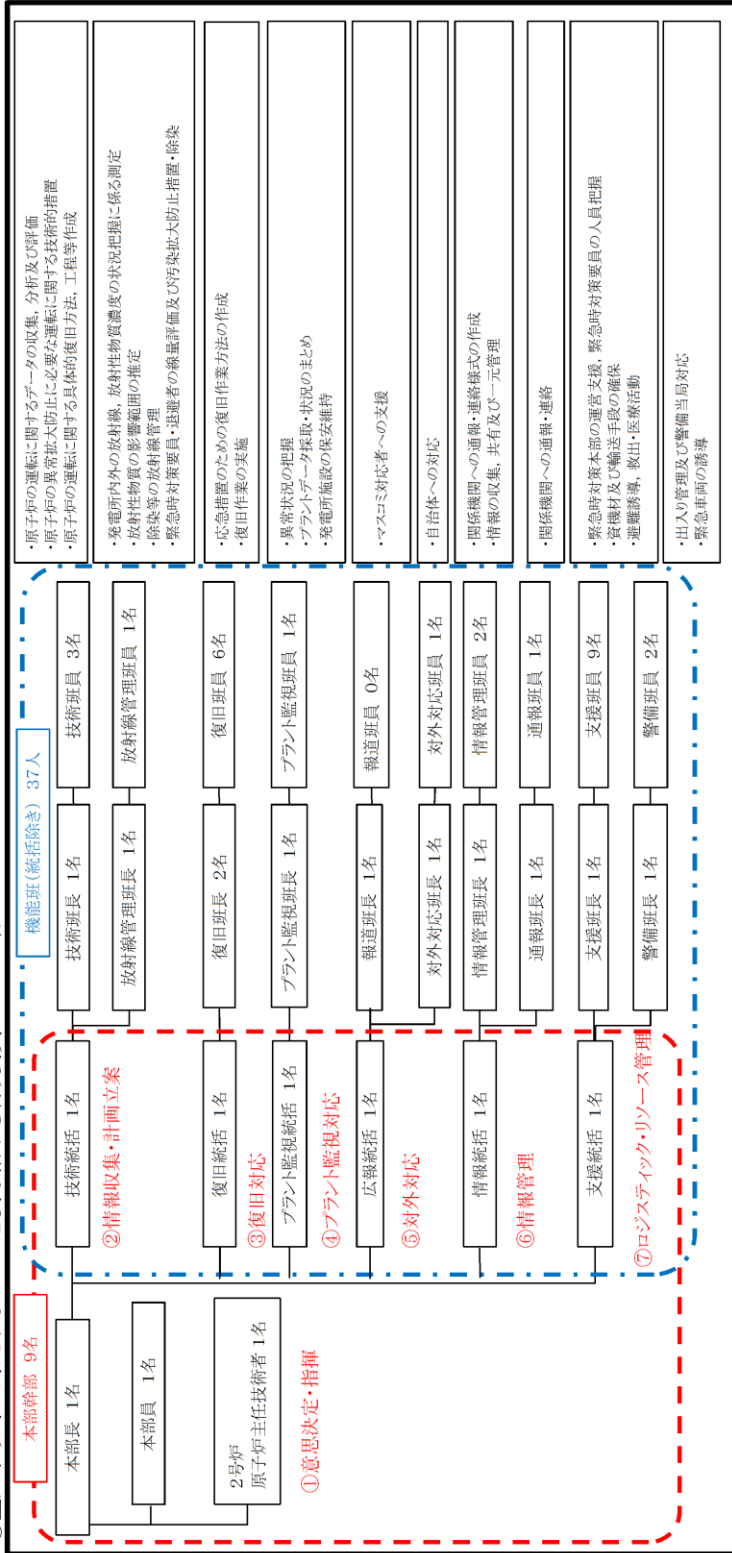 本部幹部 9名
機能班(統括除き) 37人
本部長 1名
本部員 1名
2号炉
原子炉主任技術者 1名
①意思決定・指揮
技術統括 1名
②情報収集・計画立案
技術班長 1名
技術班員 3名
・原子炉の運転に関するデータの収集, 分析及び評価
・原子炉の異常拡大防止に必要な運転に関する技術的措置
・原子炉の運転に関する具体的復旧方法, 工程等作成
放射線管理班長 1名
放射線管理班員 1名
・発電所内外の放射線, 放射性物質濃度の状況把握に係る測定
・放射性物質の影響範囲の推定
・除染等の放射線管理
・緊急時対策要員・退避者の線量評価及び汚染拡大防止措置・除染
復旧統括 1名
③復旧対応
復旧班長 2名
復旧班員 6名
・応急措置のための復旧作業方法の作成
・復旧作業の実施
プラント監視統括 1名
④プラント監視対応
プラント監視班長 1名
プラント監視班員 1名
・異常状況の把握
・プラントデータ採取・状況のまとめ
・発電所施設の保安維持
広報統括 1名
⑤対外対応
報道班長 1名
報道班員 0名
・マスコミ対応者への支援
対外対応班長 1名
対外対応班員 1名
・自治体への対応
情報統括 1名
⑥情報管理
情報管理班長 1名
情報管理班員 2名
・関係機関への通報・連絡様式の作成
・情報の収集, 共有及び一元管理
通報班長 1名
通報班員 1名
・関係機関への通報・連絡
支援統括 1名
⑦ロジスティック・リソース管理
支援班長 1名
支援班員 9名
・緊急時対策本部の運営支援, 緊急時対策要員の人員把握
・資機材及び輸送手段の確保
・避難誘導, 救出・医療活動
警備班長 1名
警備班員 2名
・出入り管理及び警備当局対応
・緊急車両の誘導